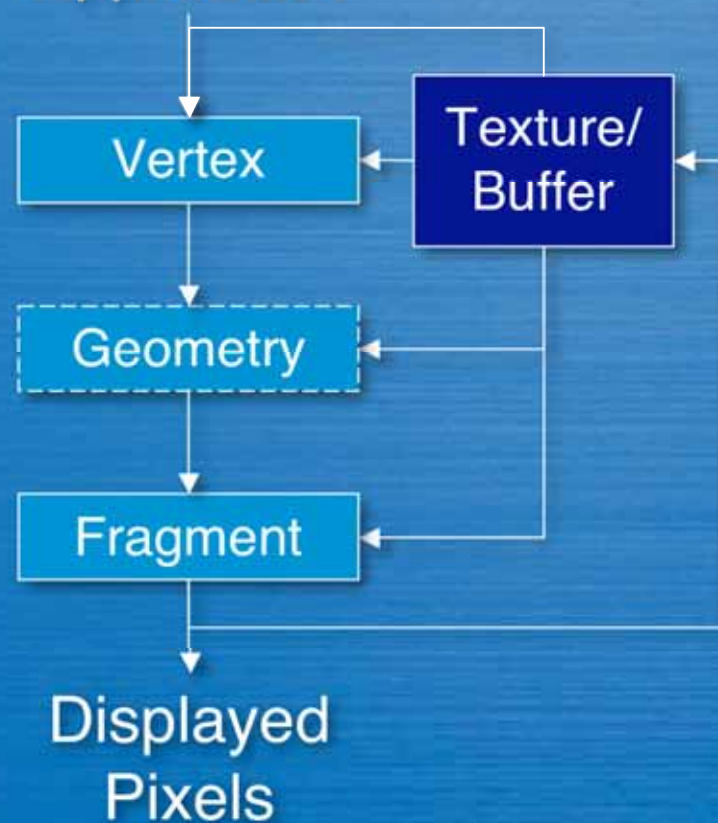 Vertex
Texture/
Buffer
Geometry
Fragment
Displayed
Pixels